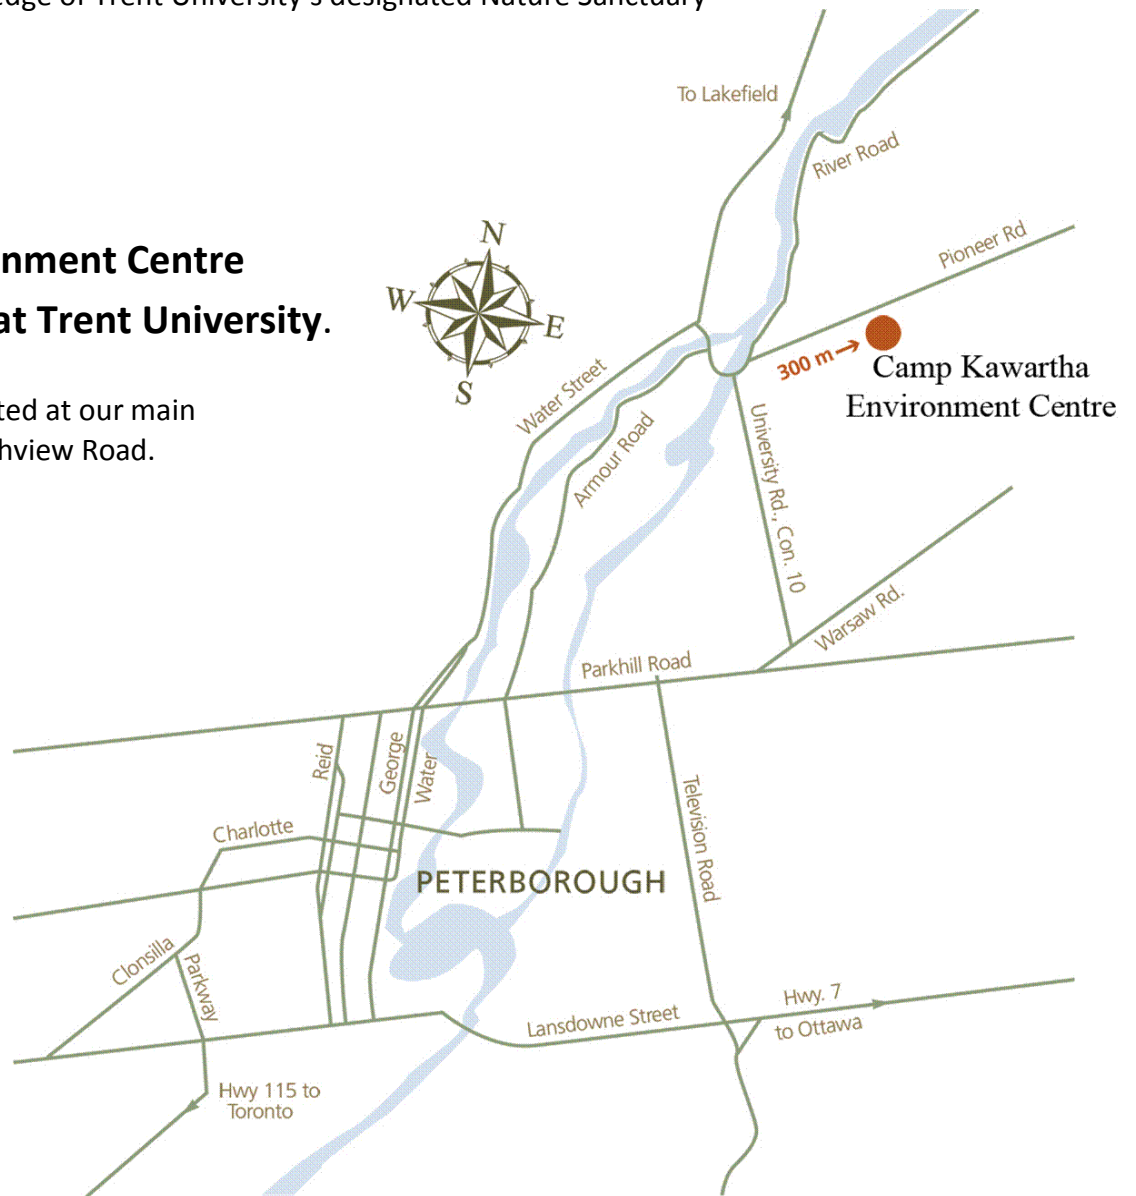 edge of Trent University's designated Nature Sanctuary
To Lakefield
River Road
N
Pioneer Rd
nment Centre
W
E
at Trent University.
S
300 m
Camp Kawartha
Environment Centre
Water Street
ted at our main
hview Road.
Armour Road
University Rd., Con. 10
Warsaw Rd.
Parkhill Road
Reid
George
Water
Television Road
Charlotte
PETERBOROUGH
Clonsilla
Parkway
Hwy. 7
to Ottawa
Lansdowne Street
Hwy 115 to
Toronto